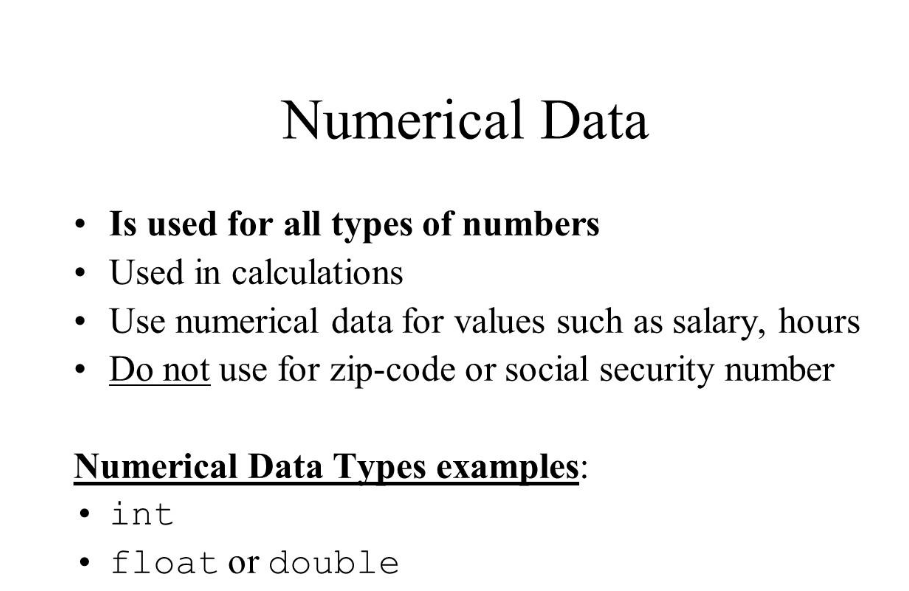 Numerical Data
• Is used for all types of numbers
• Used in calculations
• Use numerical data for values such as salary, hours
• Do not use for zip-code or social security number
Numerical Data Types examples:
• int
• float or double